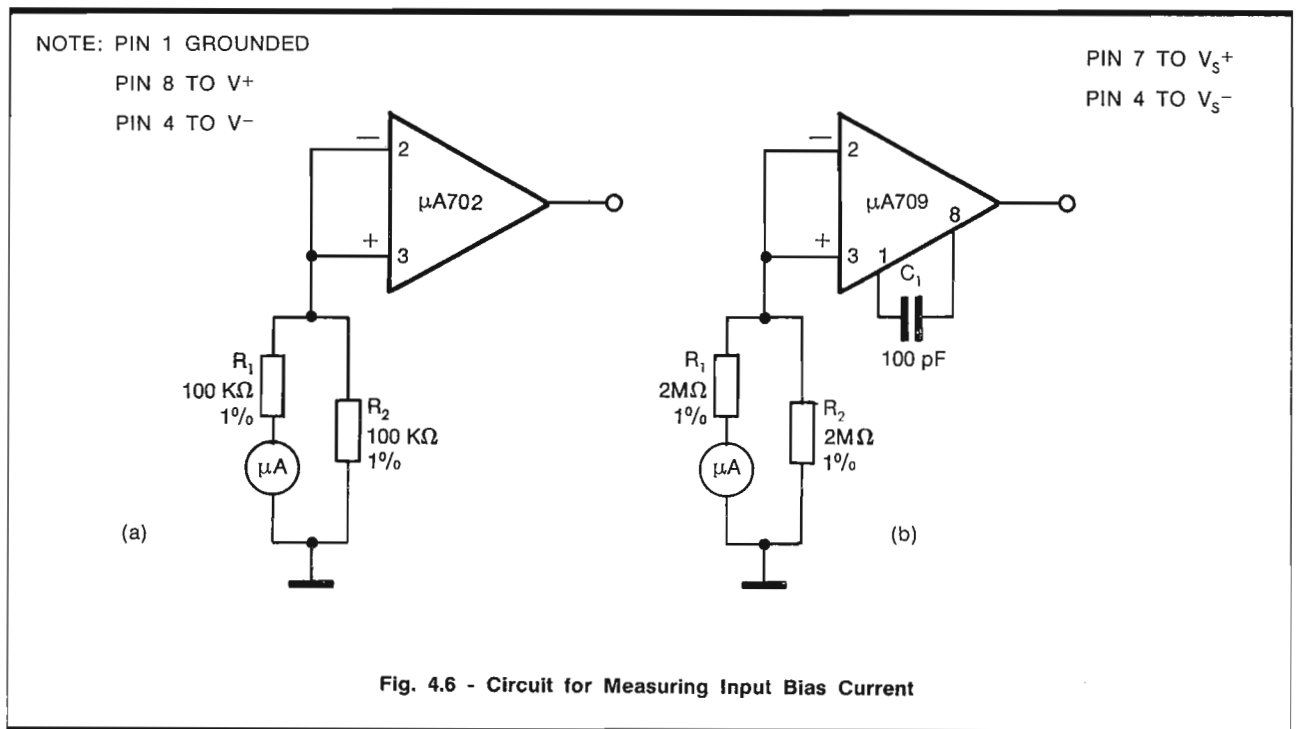 NOTE: PIN 1 GROUNDED
PIN 8 TO V+
PIN 4 TO V−
PIN 7 TO Vs+
PIN 4 TO Vs−
−
2
μA702
+
3
R1
100 KΩ
1%
R2
100 KΩ
1%
μA
(a)
−
2
μA709
8
+
3
1
C1
100 pF
R1
2MΩ
1%
R2
2MΩ
1%
μA
(b)
Fig. 4.6 - Circuit for Measuring Input Bias Current